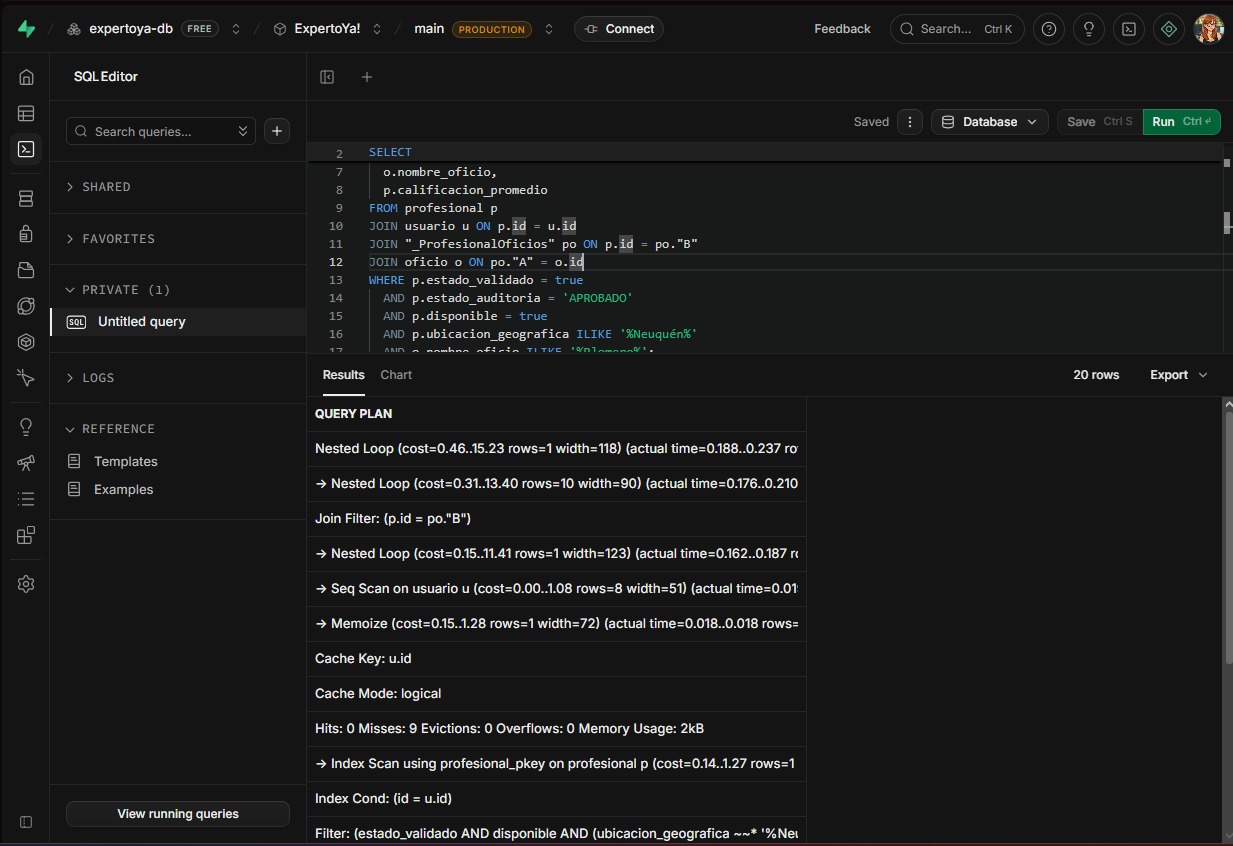 expertoya-db FREE ExpertoYa! main PRODUCTION Connect Feedback Search... Ctrl K
SQL Editor
Search queries...
SHARED
FAVORITES
PRIVATE (1)
SQL Untitled query
LOGS
REFERENCE
Templates
Examples
View running queries
Saved Database Save Ctrl S Run Ctrl ↵
2 SELECT
7 o.nombre_oficio,
8 p.calificacion_promedio
9 FROM profesional p
10 JOIN usuario u ON p.id = u.id
11 JOIN "_ProfesionalOficios" po ON p.id = po."B"
12 JOIN oficio o ON po."A" = o.id
13 WHERE p.estado_validado = true
14 AND p.estado_auditoria = 'APROBADO'
15 AND p.disponible = true
16 AND p.ubicacion_geografica ILIKE '%Neuquén%'
17 AND o.nombre_oficio ILIKE '%Plomero%';
Results Chart 20 rows Export
QUERY PLAN
Nested Loop (cost=0.46..15.23 rows=1 width=118) (actual time=0.188..0.237 ro
→ Nested Loop (cost=0.31..13.40 rows=10 width=90) (actual time=0.176..0.210
Join Filter: (p.id = po."B")
→ Nested Loop (cost=0.15..11.41 rows=1 width=123) (actual time=0.162..0.187 r
→ Seq Scan on usuario u (cost=0.00..1.08 rows=8 width=51) (actual time=0.01
→ Memoize (cost=0.15..1.28 rows=1 width=72) (actual time=0.018..0.018 rows=
Cache Key: u.id
Cache Mode: logical
Hits: 0 Misses: 9 Evictions: 0 Overflows: 0 Memory Usage: 2kB
→ Index Scan using profesional_pkey on profesional p (cost=0.14..1.27 rows=1
Index Cond: (id = u.id)
Filter: (estado_validado AND disponible AND (ubicacion_geografica ~~* '%Neu